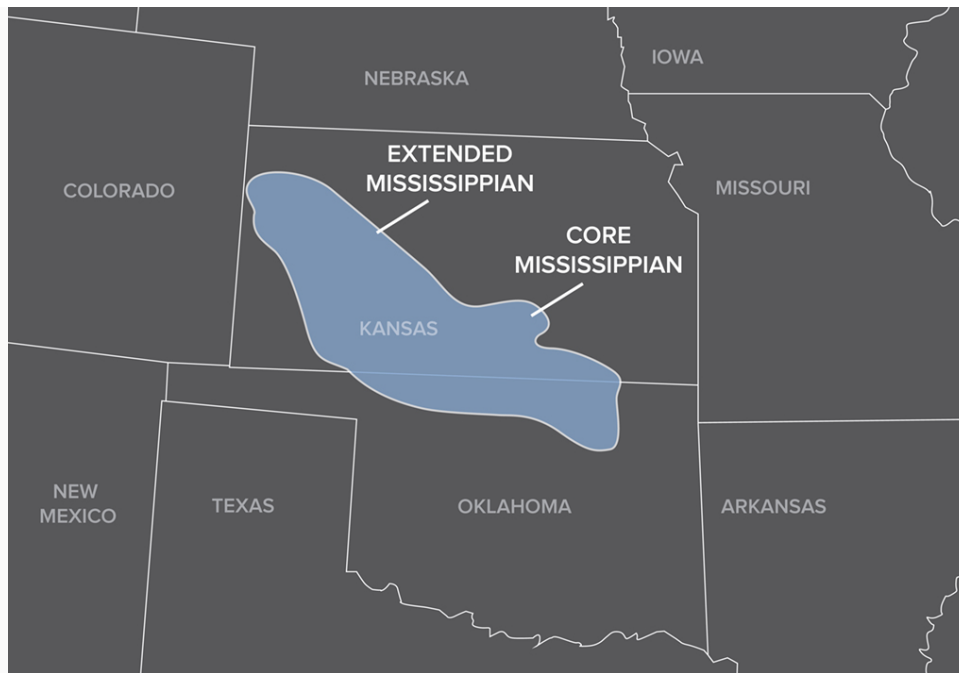 IOWA
NEBRASKA
EXTENDED
MISSISSIPPIAN
COLORADO
MISSOURI
CORE
MISSISSIPPIAN
KANSAS
NEW
MEXICO
TEXAS
OKLAHOMA
ARKANSAS